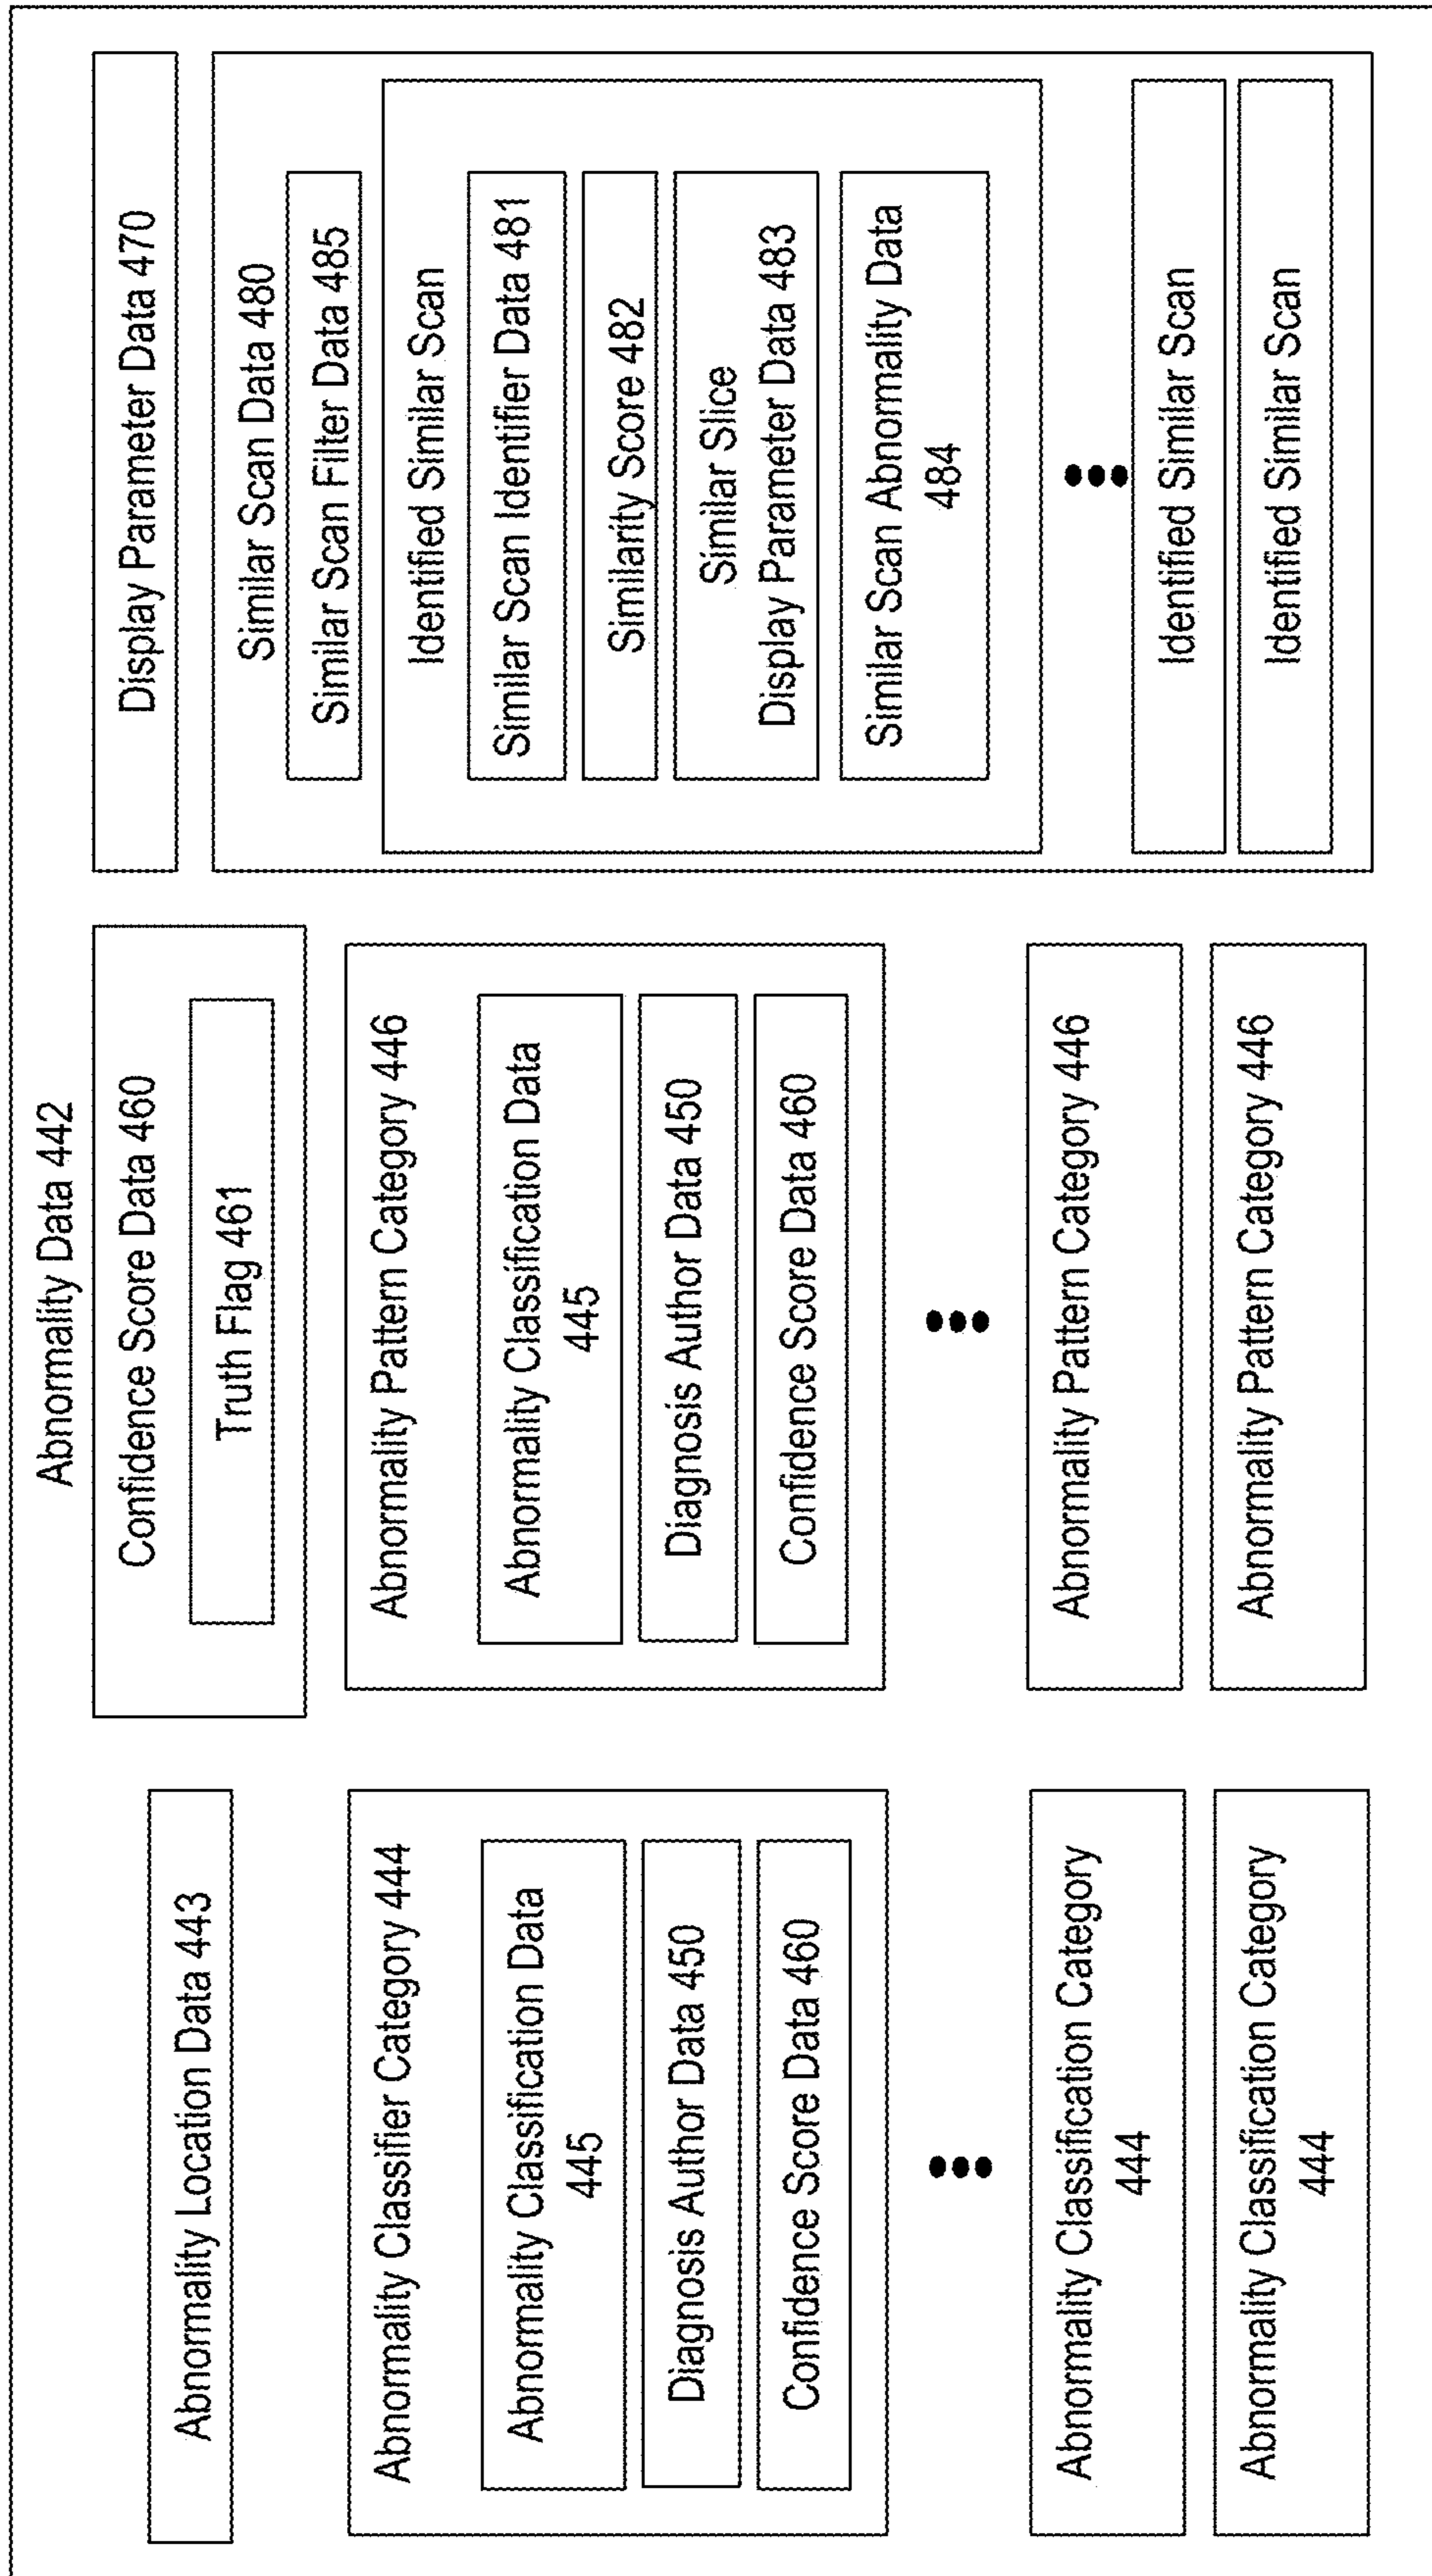 Abnormality Data 442
Abnormality Location Data 443
Abnormality Classifier Category 444
Abnormality Classification Data
445
Diagnosis Author Data 450
Confidence Score Data 460
Abnormality Classification Category
444
Abnormality Classification Category
444
Confidence Score Data 460
Truth Flag 461
Abnormality Pattern Category 446
Abnormality Classification Data
445
Diagnosis Author Data 450
Confidence Score Data 460
Abnormality Pattern Category 446
Abnormality Pattern Category 446
Display Parameter Data 470
Similar Scan Data 480
Similar Scan Filter Data 485
Identified Similar Scan
Similar Scan Identifier Data 481
Similarity Score 482
Similar Slice
Display Parameter Data 483
Similar Scan Abnormality Data
484
Identified Similar Scan
Identified Similar Scan